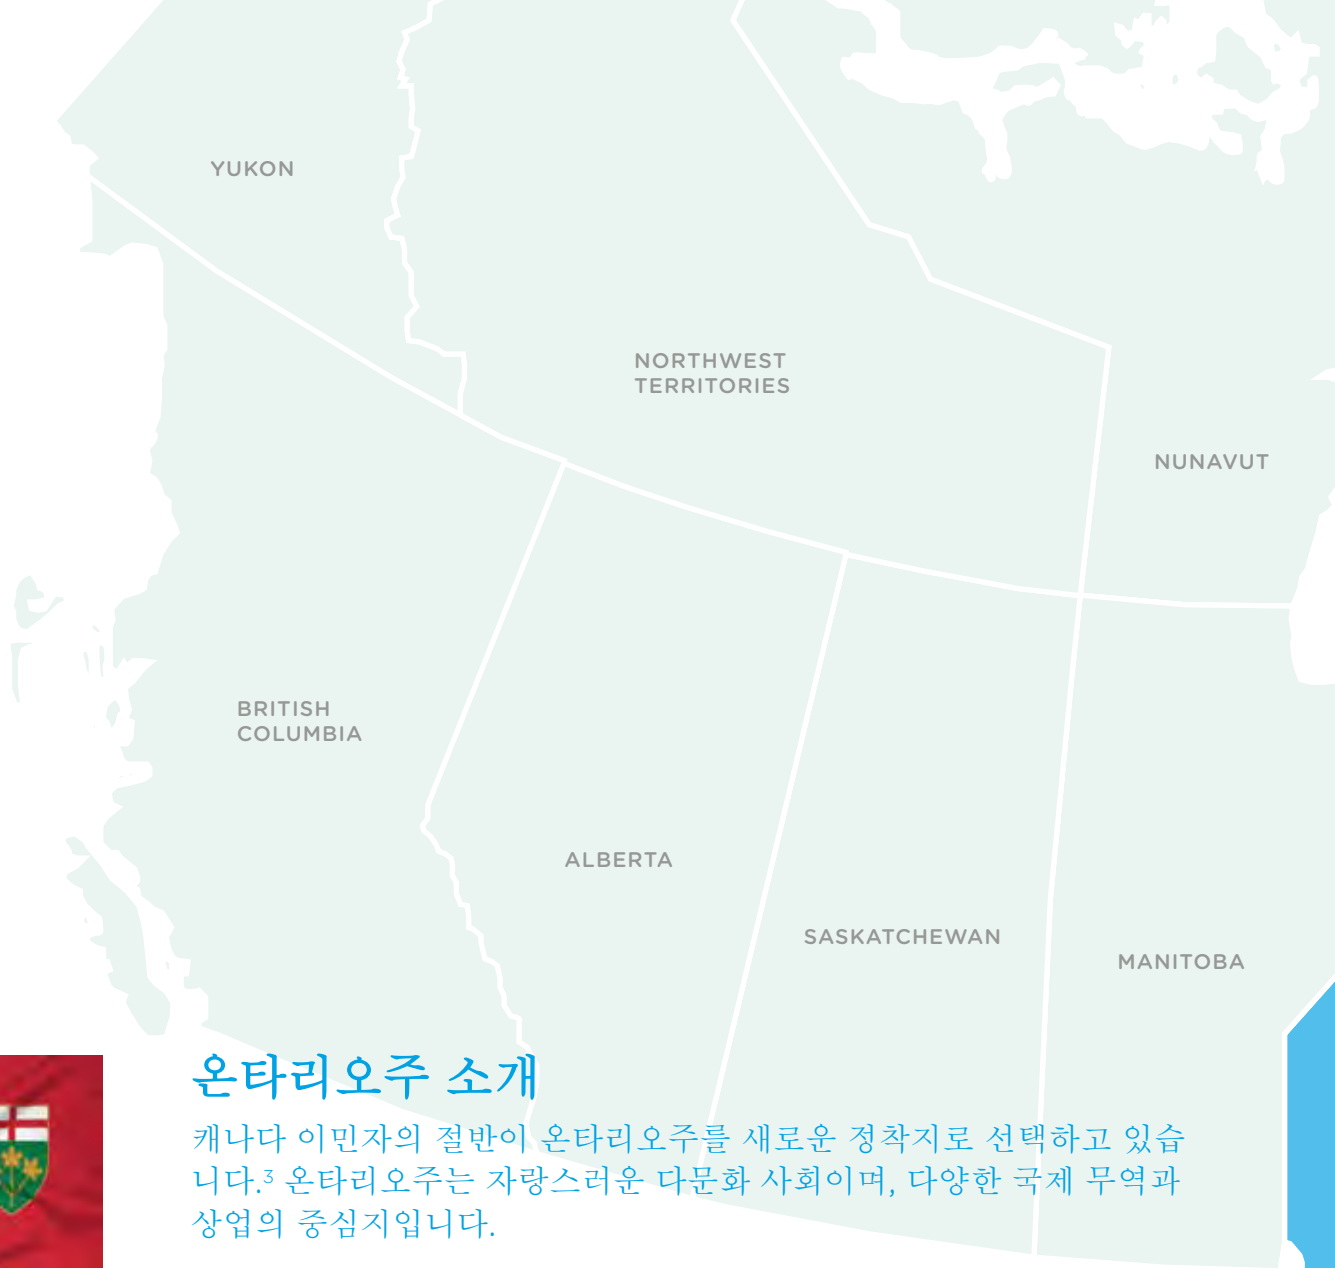 YUKON
NORTHWEST
TERRITORIES
NUNAVUT
BRITISH
COLUMBIA
ALBERTA
SASKATCHEWAN
MANITOBA
온타리오주 소개
캐나다 이민자의 절반이 온타리오주를 새로운 정착지로 선택하고 있습
니다.³ 온타리오주는 자랑스러운 다문화 사회이며, 다양한 국제 무역과
상업의 중심지입니다.